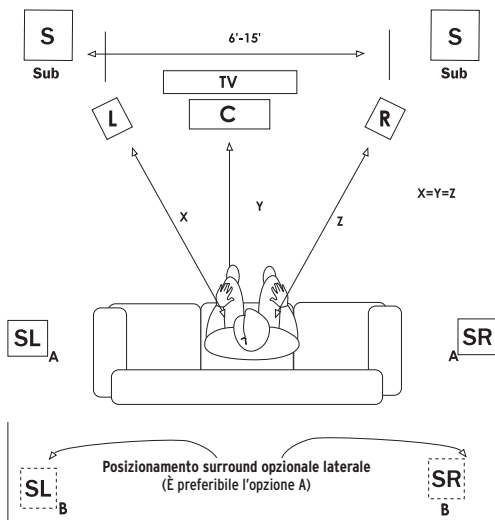 S
S
6'-15'
Sub
Sub
TV
L
C
R
X
Y
Z
X=Y=Z
SL
A
A
SR
Posizionamento surround opzionale laterale
(È preferibile l'opzione A)
SL
B
SR
B